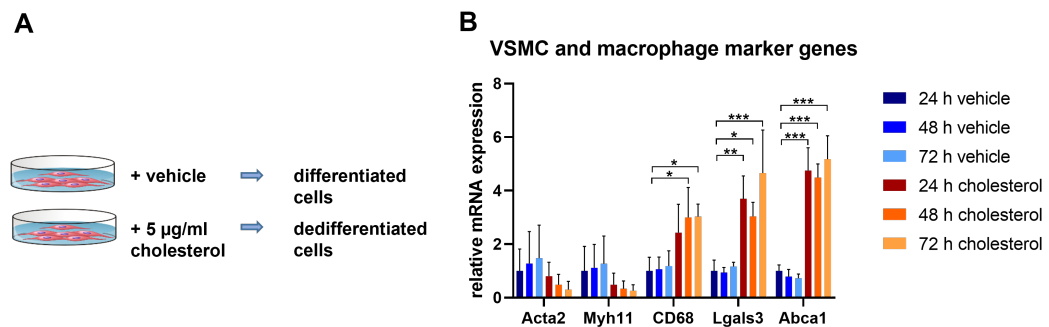 A
+ vehicle
differentiated
cells
+ 5 µg/ml
cholesterol
dedifferentiated
cells
B
VSMC and macrophage marker genes
relative mRNA expression
8
6
4
2
0
*
*
***
*
**
***
***
***
Acta2
Myh11
CD68
Lgals3
Abca1
24 h vehicle
48 h vehicle
72 h vehicle
24 h cholesterol
48 h cholesterol
72 h cholesterol